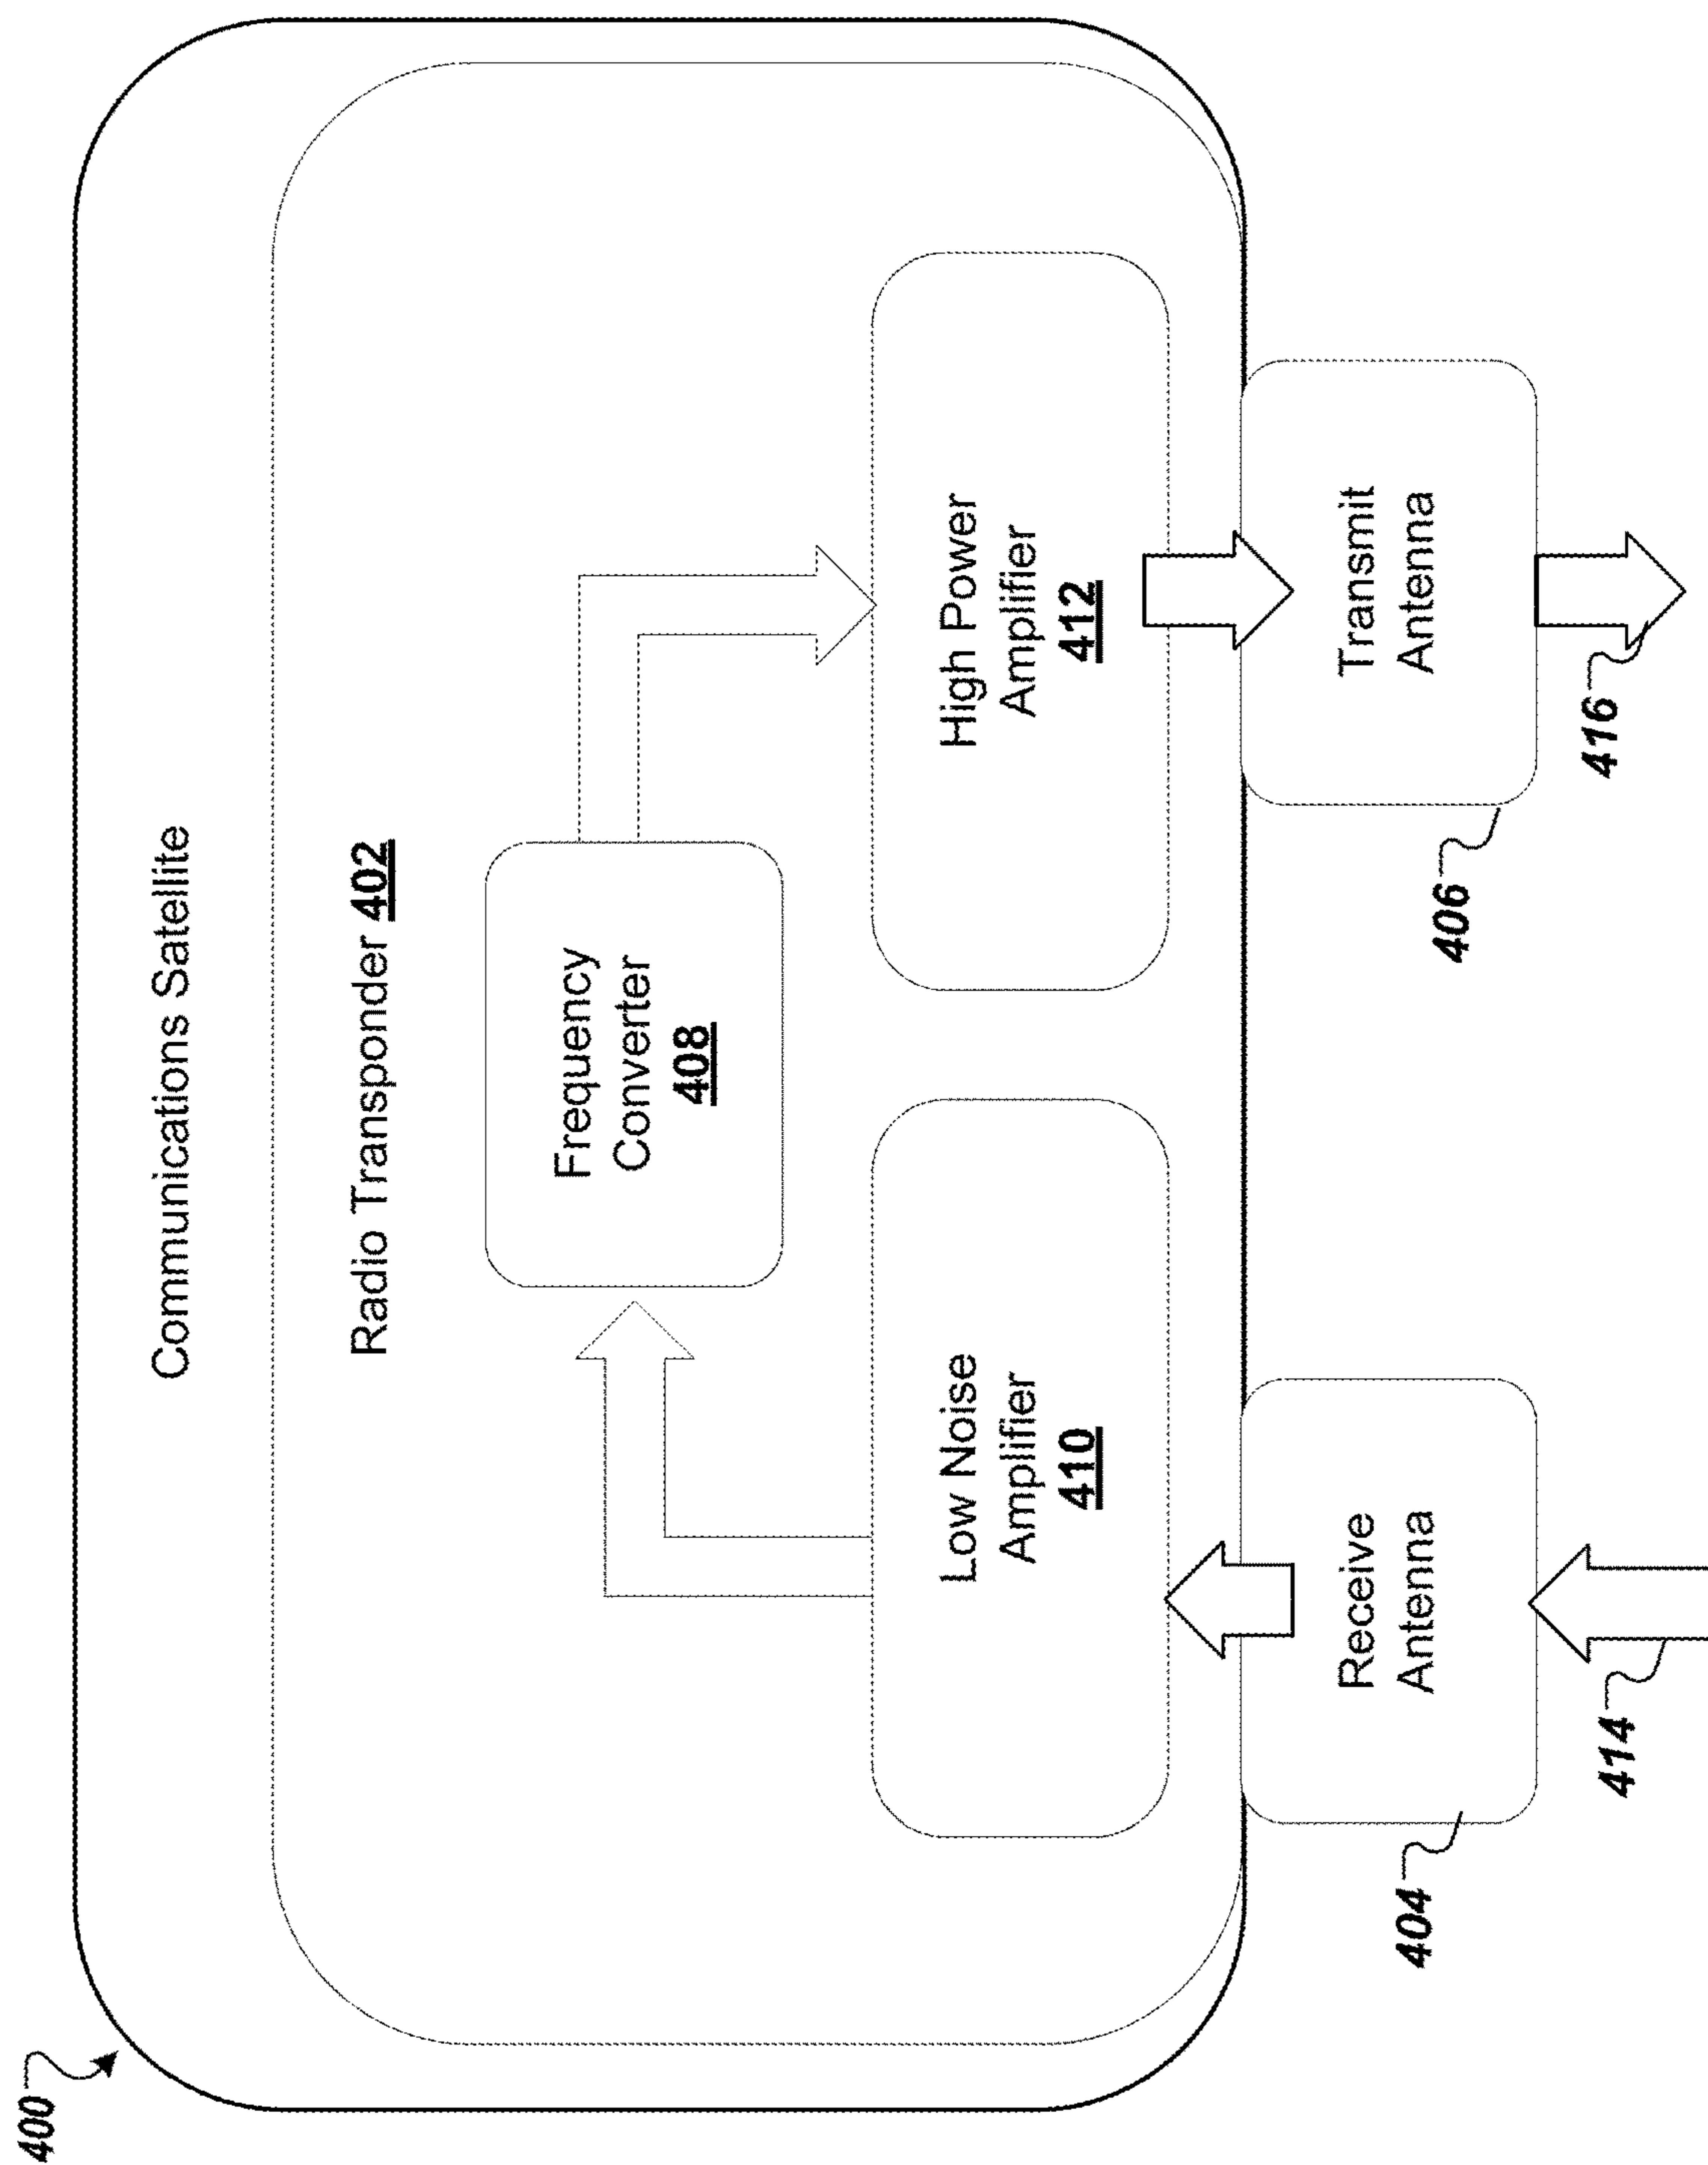 400
Communications Satellite
Radio Transponder 402
Frequency
Converter
408
Low Noise
Amplifier
410
High Power
Amplifier
412
Receive
Antenna
Transmit
Antenna
404
406
414
416